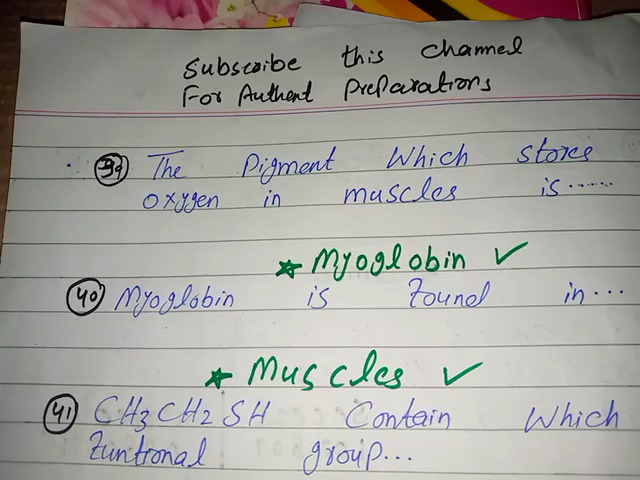 Subscribe this channel
For Authent Preparations
39 The Pigment Which stores
oxygen in muscles is......
* Myoglobin ✓
40 Myoglobin is Found in...
* Muscles ✓
41 CH3CH2SH Contain Which
Funtronal group...